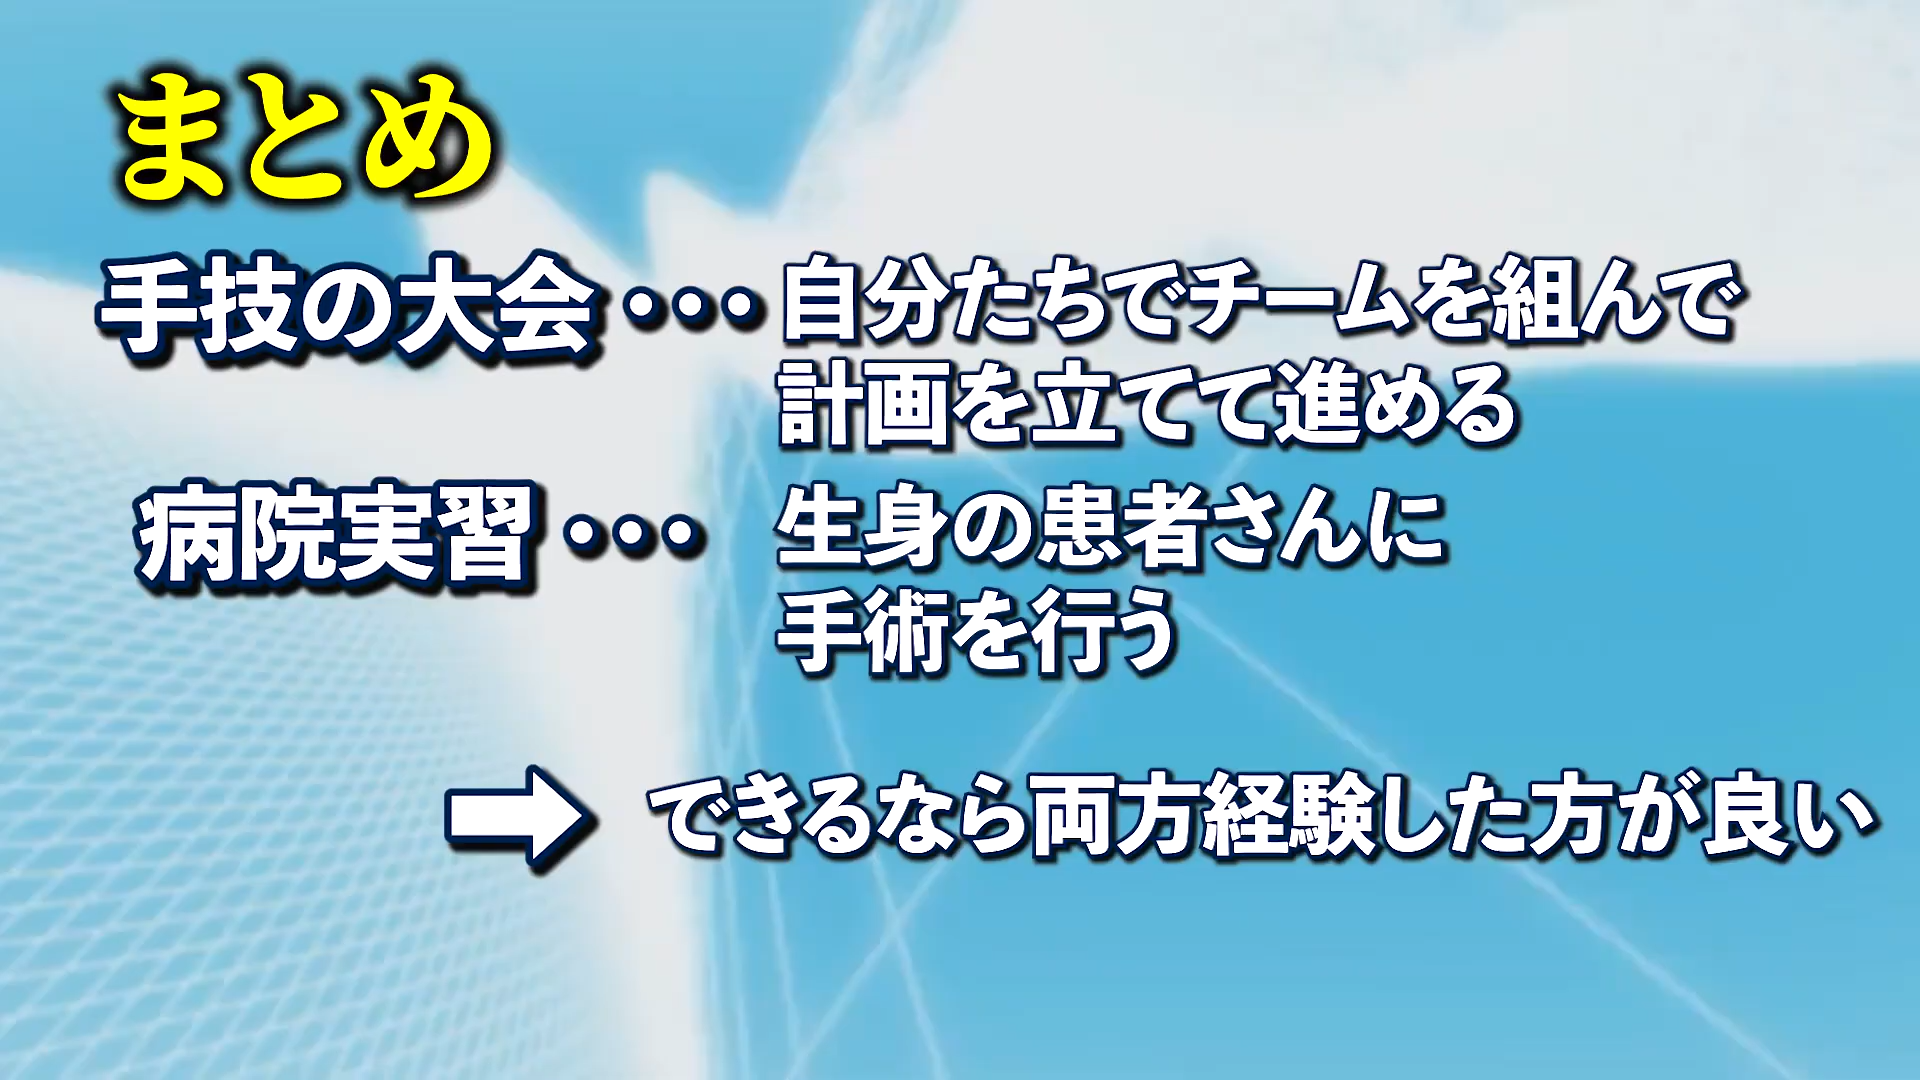 まとめ
手技の大会・・・自分たちでチームを組んで
計画を立てて進める
病院実習・・・ 生身の患者さんに
手術を行う
➡ できるなら両方経験した方が良い